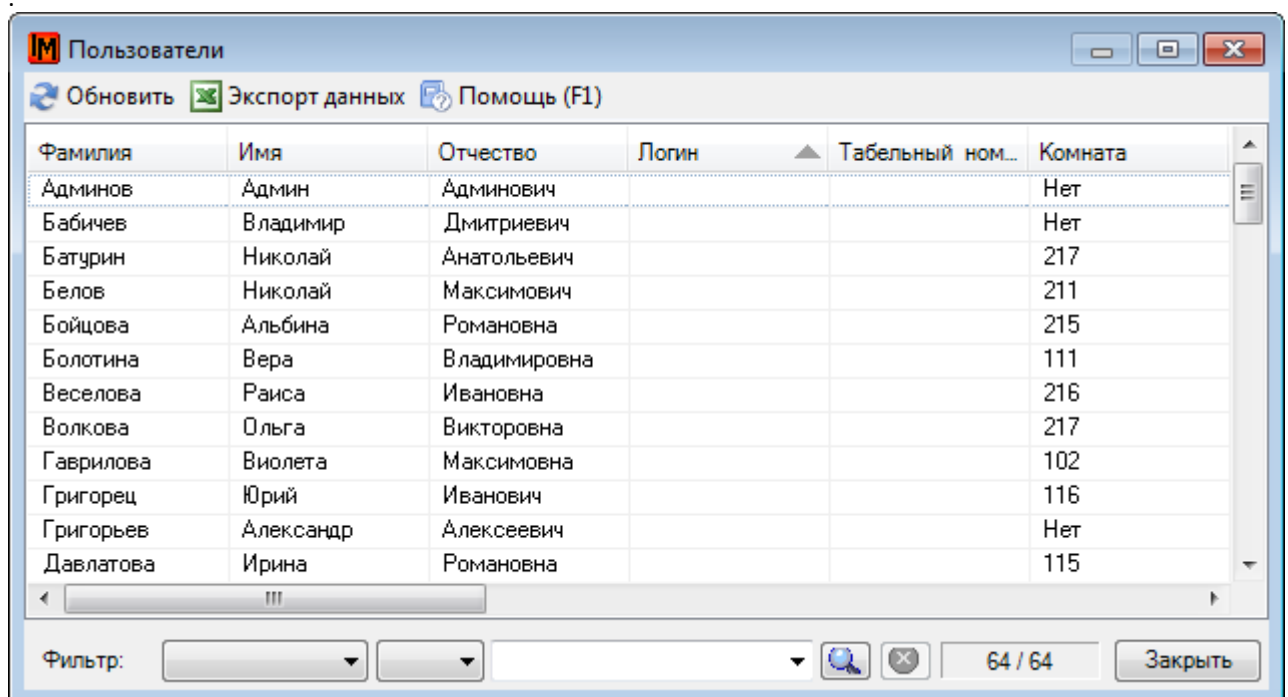 .
IM Пользователи
Обновить Экспорт данных Помощь (F1)
Фамилия Имя Отчество Логин Табельный ном... Комната
Админов Админ Админович Нет
Бабичев Владимир Дмитриевич Нет
Батурин Николай Анатольевич 217
Белов Николай Максимович 211
Бойцова Альбина Романовна 215
Болотина Вера Владимировна 111
Веселова Раиса Ивановна 216
Волкова Ольга Викторовна 217
Гаврилова Виолета Максимовна 102
Григорец Юрий Иванович 116
Григорьев Александр Алексеевич Нет
Давлатова Ирина Романовна 115
Фильтр: 64 / 64 Закрыть